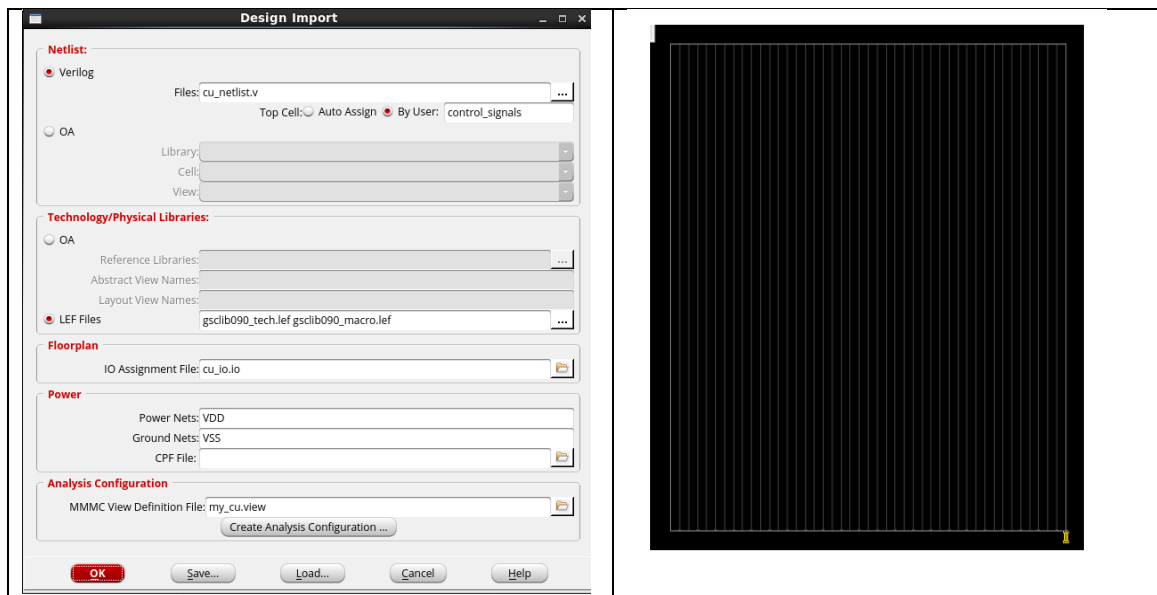 Design Import
Netlist:
Verilog
Files: cu_netlist.v ...
Top Cell: Auto Assign By User: control_signals
OA
Library:
Cell:
View:
Technology/Physical Libraries:
OA
Reference Libraries: ...
Abstract View Names:
Layout View Names:
LEF Files gsclib090_tech.lef gsclib090_macro.lef ...
Floorplan
IO Assignment File: cu_io.io
Power
Power Nets: VDD
Ground Nets: VSS
CPF File:
Analysis Configuration
MMMC View Definition File: my_cu.view
Create Analysis Configuration ...
OK Save... Load... Cancel Help